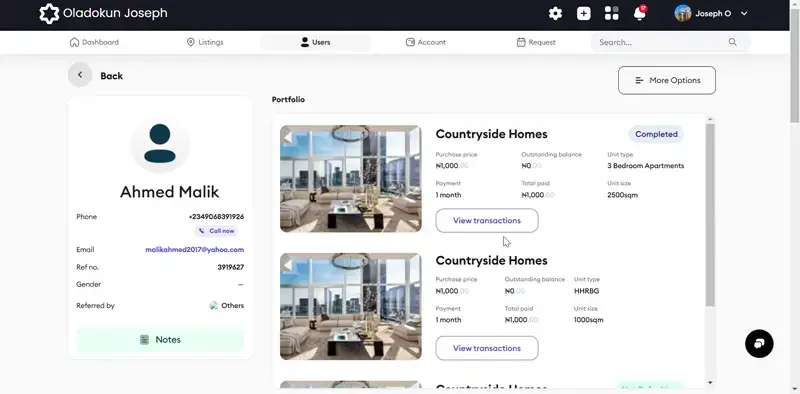 Oladokun Joseph
Joseph O
Dashboard
Listings
Users
Account
Request
Search...
Back
More Options
Ahmed Malik
Phone
+2349068391926
Call now
Email
malikahmed2017@yahoo.com
Ref no.
3919627
Gender
—
Referred by
Others
Notes
Portfolio
Countryside Homes
Completed
Purchase price
₦1,000.00
Outstanding balance
₦0.00
Unit type
3 Bedroom Apartments
Payment
1 month
Total paid
₦1,000.00
Unit size
2500sqm
View transactions
Countryside Homes
Purchase price
₦1,000.00
Outstanding balance
₦0.00
Unit type
HHRBG
Payment
1 month
Total paid
₦1,000.00
Unit size
1000sqm
View transactions
Countryside Homes